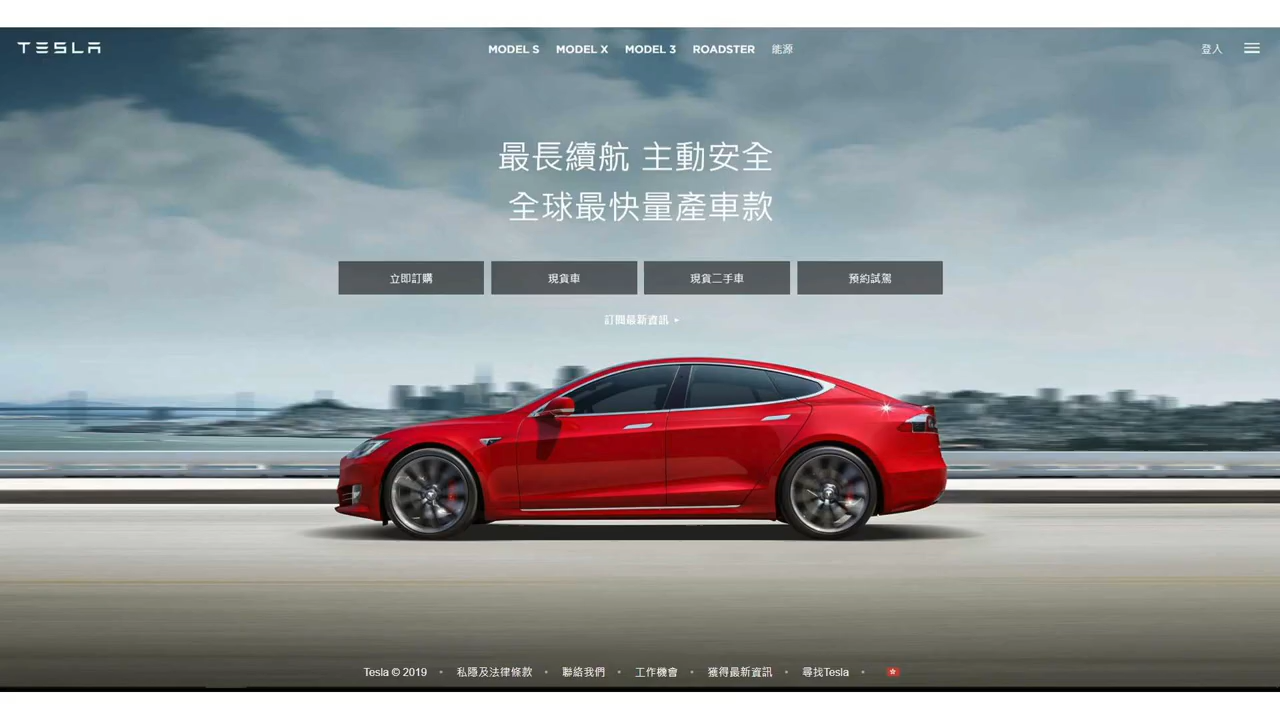 TESLA
MODEL S MODEL X MODEL 3 ROADSTER 能源
登入
最長續航 主動安全
全球最快量產車款
立即訂購 現貨車 現貨二手車 預約試駕
訂閱最新資訊 ▸
Tesla © 2019 • 私隱及法律條款 • 聯絡我們 • 工作機會 • 獲得最新資訊 • 尋找Tesla •